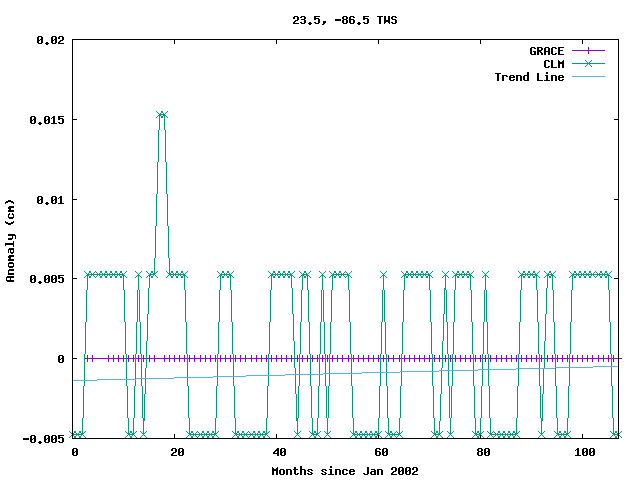 23.5, -86.5 TWS
GRACE
CLM
Trend Line
0.02
0.015
0.01
0.005
0
-0.005
Anomaly (cm)
0 20 40 60 80 100
Months since Jan 2002